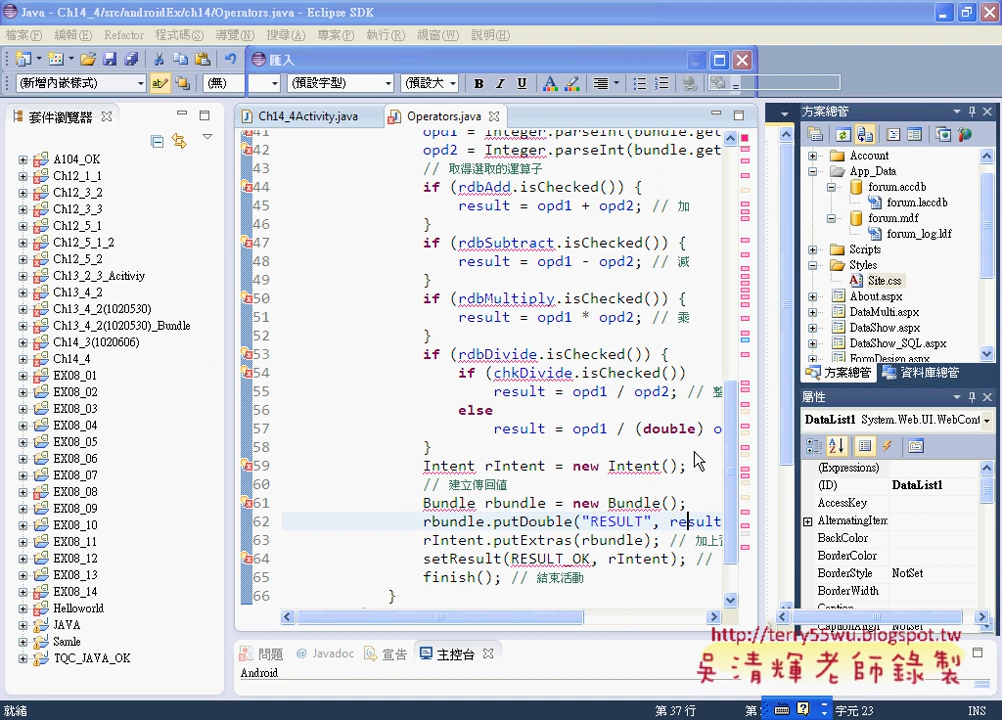 Java - Ch14_4/src/androidEx/ch14/Operators.java - Eclipse SDK
檔案(F) 編輯(E) Refactor 程式碼(S) 導覽(N) 搜尋(A) 專案(P) 執行(R) 視窗(W) 說明(H)
匯入
(新增內嵌樣式) (無) (預設字型) (預設大 B I U A
套件瀏覽器
Ch14_4Activity.java Operators.java
A104_OK
Ch12_1_1
Ch12_3_2
Ch12_3_3
Ch12_5_1
Ch12_5_1_2
Ch12_5_2
Ch13_2_3_Acitiviy
Ch13_4_2
Ch13_4_2(1020530)
Ch13_4_2(1020530)_Bundle
Ch14_3(1020606)
Ch14_4
EX08_01
EX08_02
EX08_03
EX08_04
EX08_05
EX08_06
EX08_07
EX08_08
EX08_09
EX08_10
EX08_11
EX08_12
EX08_13
EX08_14
Helloworld
JAVA
Samle
TQC_JAVA_OK
41 opd1 = Integer.parseInt(bundle.get
42 opd2 = Integer.parseInt(bundle.get
43 // 取得選取的運算子
44 if (rdbAdd.isChecked()) {
45 result = opd1 + opd2; // 加
46 }
47 if (rdbSubtract.isChecked()) {
48 result = opd1 - opd2; // 減
49 }
50 if (rdbMultiply.isChecked()) {
51 result = opd1 * opd2; // 乘
52 }
53 if (rdbDivide.isChecked()) {
54 if (chkDivide.isChecked())
55 result = opd1 / opd2; // 整
56 else
57 result = opd1 / (double) o
58 }
59 Intent rIntent = new Intent();
60 // 建立傳回值
61 Bundle rbundle = new Bundle();
62 rbundle.putDouble("RESULT", result
63 rIntent.putExtras(rbundle); // 加上資
64 setResult(RESULT_OK, rIntent); //
65 finish(); // 結束活動
66 }
問題 @ Javadoc 宣告 主控台
Android
方案總管
Account
App_Data
forum.accdb
forum.laccdb
forum.mdf
forum_log.ldf
Scripts
Styles
Site.css
About.aspx
DataMulti.aspx
DataShow.aspx
DataShow_SQL.aspx
FormDesign.aspx
方案總管 資料庫總管
屬性
DataList1 System.Web.UI.WebCont
(Expressions)
(ID) DataList1
AccessKey
AlternatingItem
BackColor
BorderColor
BorderStyle NotSet
BorderWidth
Caption
CaptionAlign NotSet
http://terry55wu.blogspot.tw
吳清輝老師錄製
就緒 第 37 行 第 字元 23 INS